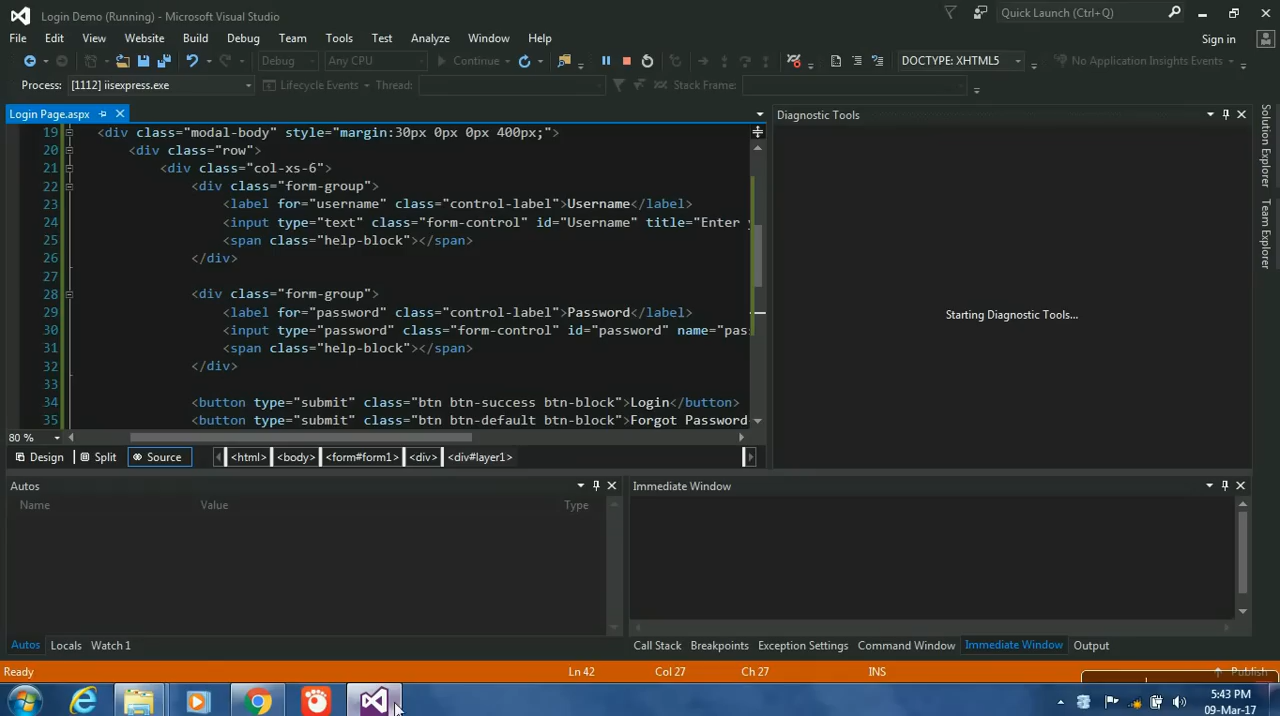 Login Demo (Running) - Microsoft Visual Studio
Quick Launch (Ctrl+Q)
File Edit View Website Build Debug Team Tools Test Analyze Window Help
Sign in
Debug Any CPU Continue DOCTYPE: XHTML5 No Application Insights Events
Process: [1112] iisexpress.exe Lifecycle Events Thread: Stack Frame:
Login Page.aspx
19 <div class="modal-body" style="margin:30px 0px 0px 400px;">
20 <div class="row">
21 <div class="col-xs-6">
22 <div class="form-group">
23 <label for="username" class="control-label">Username</label>
24 <input type="text" class="form-control" id="Username" title="Enter y
25 <span class="help-block"></span>
26 </div>
27
28 <div class="form-group">
29 <label for="password" class="control-label">Password</label>
30 <input type="password" class="form-control" id="password" name="pas
31 <span class="help-block"></span>
32 </div>
33
34 <button type="submit" class="btn btn-success btn-block">Login</button>
35 <button type="submit" class="btn btn-default btn-block">Forgot Password
80 %
Design Split Source <html> <body> <form#form1> <div> <div#layer1>
Diagnostic Tools
Starting Diagnostic Tools...
Solution Explorer
Team Explorer
Autos
Name Value Type
Autos Locals Watch 1
Immediate Window
Call Stack Breakpoints Exception Settings Command Window Immediate Window Output
Ready Ln 42 Col 27 Ch 27 INS Publish
5:43 PM
09-Mar-17